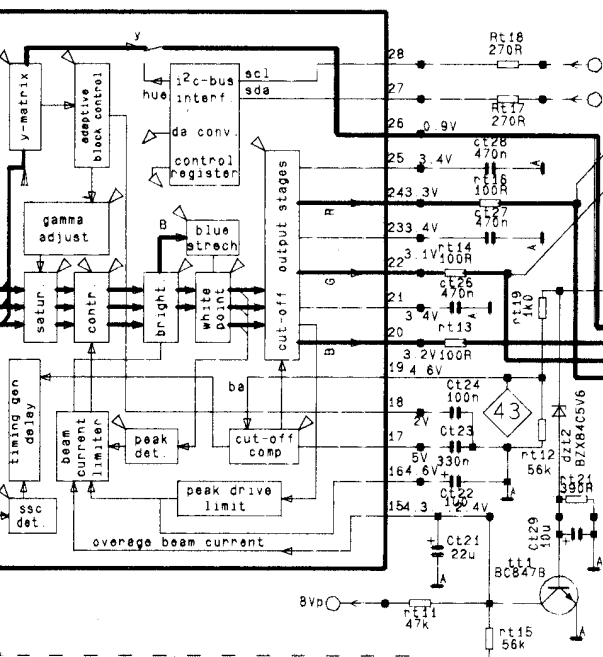 y
28
Rt18
270R
i2c-bus
interf.
scl
sda
hue
y-matrix
adaptive
block control
27
Rt17
270R
da conv.
26
0.9V
control
register
ct28
470n
25
3.4V
A
rt16
100R
24
3.3V
output stages
cut-off
R
gamma
adjust
B
blue
strech
ct27
470n
23
3.4V
A
rt14
3.1V
100R
22
G
satur.
contr.
bright.
white
point
ct26
470n
21
3.4V
A
rt19
1k0
rt13
20
B
3.2V
100R
19
4.6V
timing gen
delay
ba
Ct24
100n
43
18
2V
beam
current
limiter
peak
det.
cut-off
comp
Ct23
17
5V
330n
rt12
56k
dzt2
BZX84C5V6
16
4.6V
+
Ct22
100
A
rt21
390R
peak drive
limit
ssc
det.
15
4.3...2.4V
average beam current
+
Ct21
22u
A
Ct29
10u
+
A
tt1
BC847B
8Vp
rt11
47k
rt15
56k
A